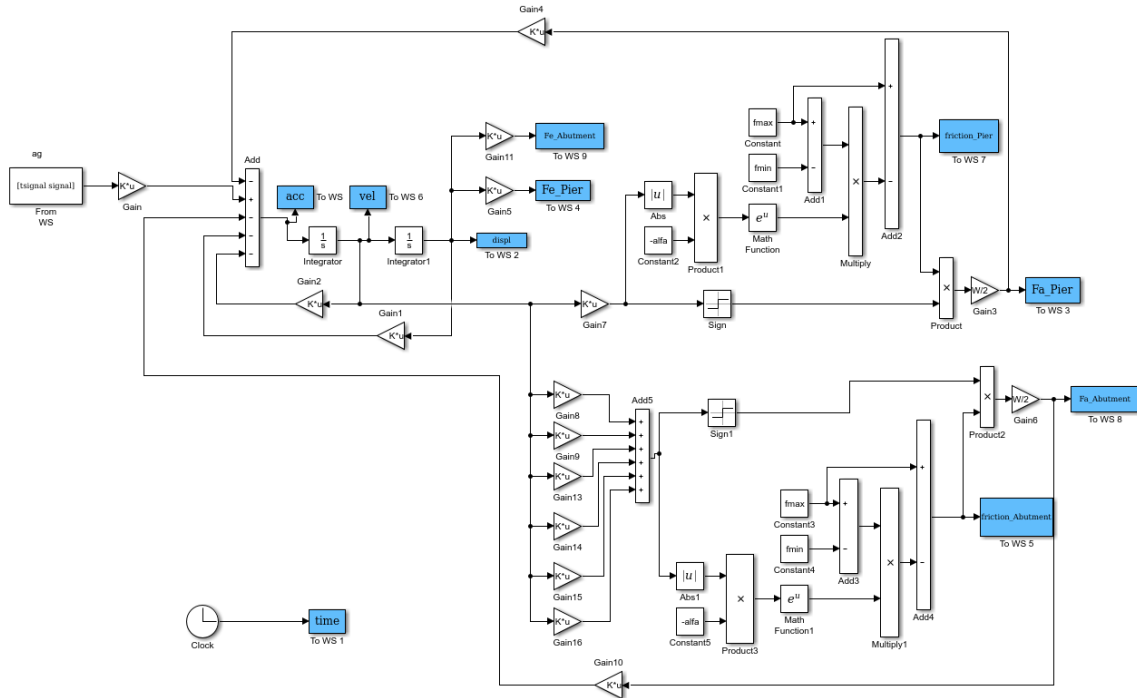 Gain4
K*u
ag
[tsignal signal]
From
WS
K*u
Gain
Add
−
+
−
−
−
acc
To WS
vel
To WS 6
1
s
Integrator
1
s
Integrator1
K*u
Gain11
Fe_Abutment
To WS 9
K*u
Gain5
Fe_Pier
To WS 4
displ
To WS 2
Gain2
K*u
Gain1
K*u
K*u
Gain7
|u|
Abs
-alfa
Constant2
×
Product1
e^u
Math
Function
fmax
Constant
fmin
Constant1
+
−
Add1
×
Multiply
+
−
Add2
friction_Pier
To WS 7
Sign
×
Product
W/2
Gain3
Fa_Pier
To WS 3
K*u
Gain8
K*u
Gain9
K*u
Gain13
K*u
Gain14
K*u
Gain15
K*u
Gain16
Add5
+
+
+
+
+
+
Sign1
×
Product2
W/2
Gain6
Fa_Abutment
To WS 8
fmax
Constant3
fmin
Constant4
+
−
Add3
×
Multiply1
+
−
Add4
friction_Abutment
To WS 5
|u|
Abs1
-alfa
Constant5
×
Product3
e^u
Math
Function1
Clock
time
To WS 1
Gain10
K*u